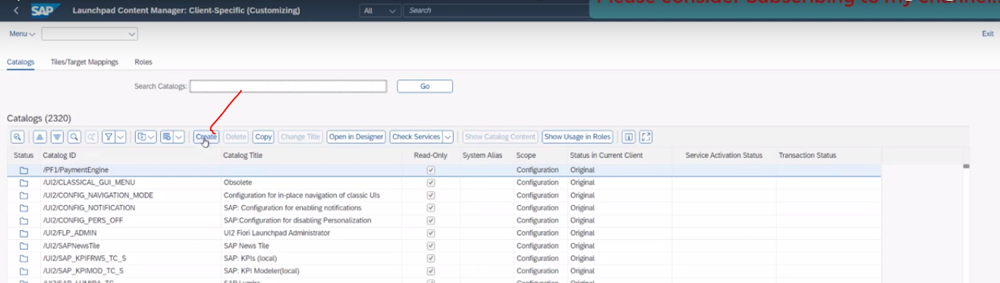 SAP Launchpad Content Manager: Client-Specific (Customizing) All Search Please consider Subscribing to my channel..
Menu Exit
Catalogs Tiles/Target Mappings Roles
Search Catalogs: Go
Catalogs (2320)
Create Delete Copy Change Title Open in Designer Check Services Show Catalog Content Show Usage in Roles
Status Catalog ID Catalog Title Read-Only System Alias Scope Status in Current Client Service Activation Status Transaction Status
/PF1/PaymentEngine Configuration Original
/UI2/CLASSICAL_GUI_MENU Obsolete Configuration Original
/UI2/CONFIG_NAVIGATION_MODE Configuration for in-place navigation of classic UIs Configuration Original
/UI2/CONFIG_NOTIFICATION SAP: Configuration for enabling notifications Configuration Original
/UI2/CONFIG_PERS_OFF SAP:Configuration for disabling Personalization Configuration Original
/UI2/FLP_ADMIN UI2 Fiori Launchpad Administrator Configuration Original
/UI2/SAPNewsTile SAP News Tile Configuration Original
/UI2/SAP_KPIFRW5_TC_S SAP: KPIs (local) Configuration Original
/UI2/SAP_KPIMOD_TC_S SAP: KPI Modeler(local) Configuration Original
/UI2/SAP_LUMIRA_TC SAP Lumira Configuration Original